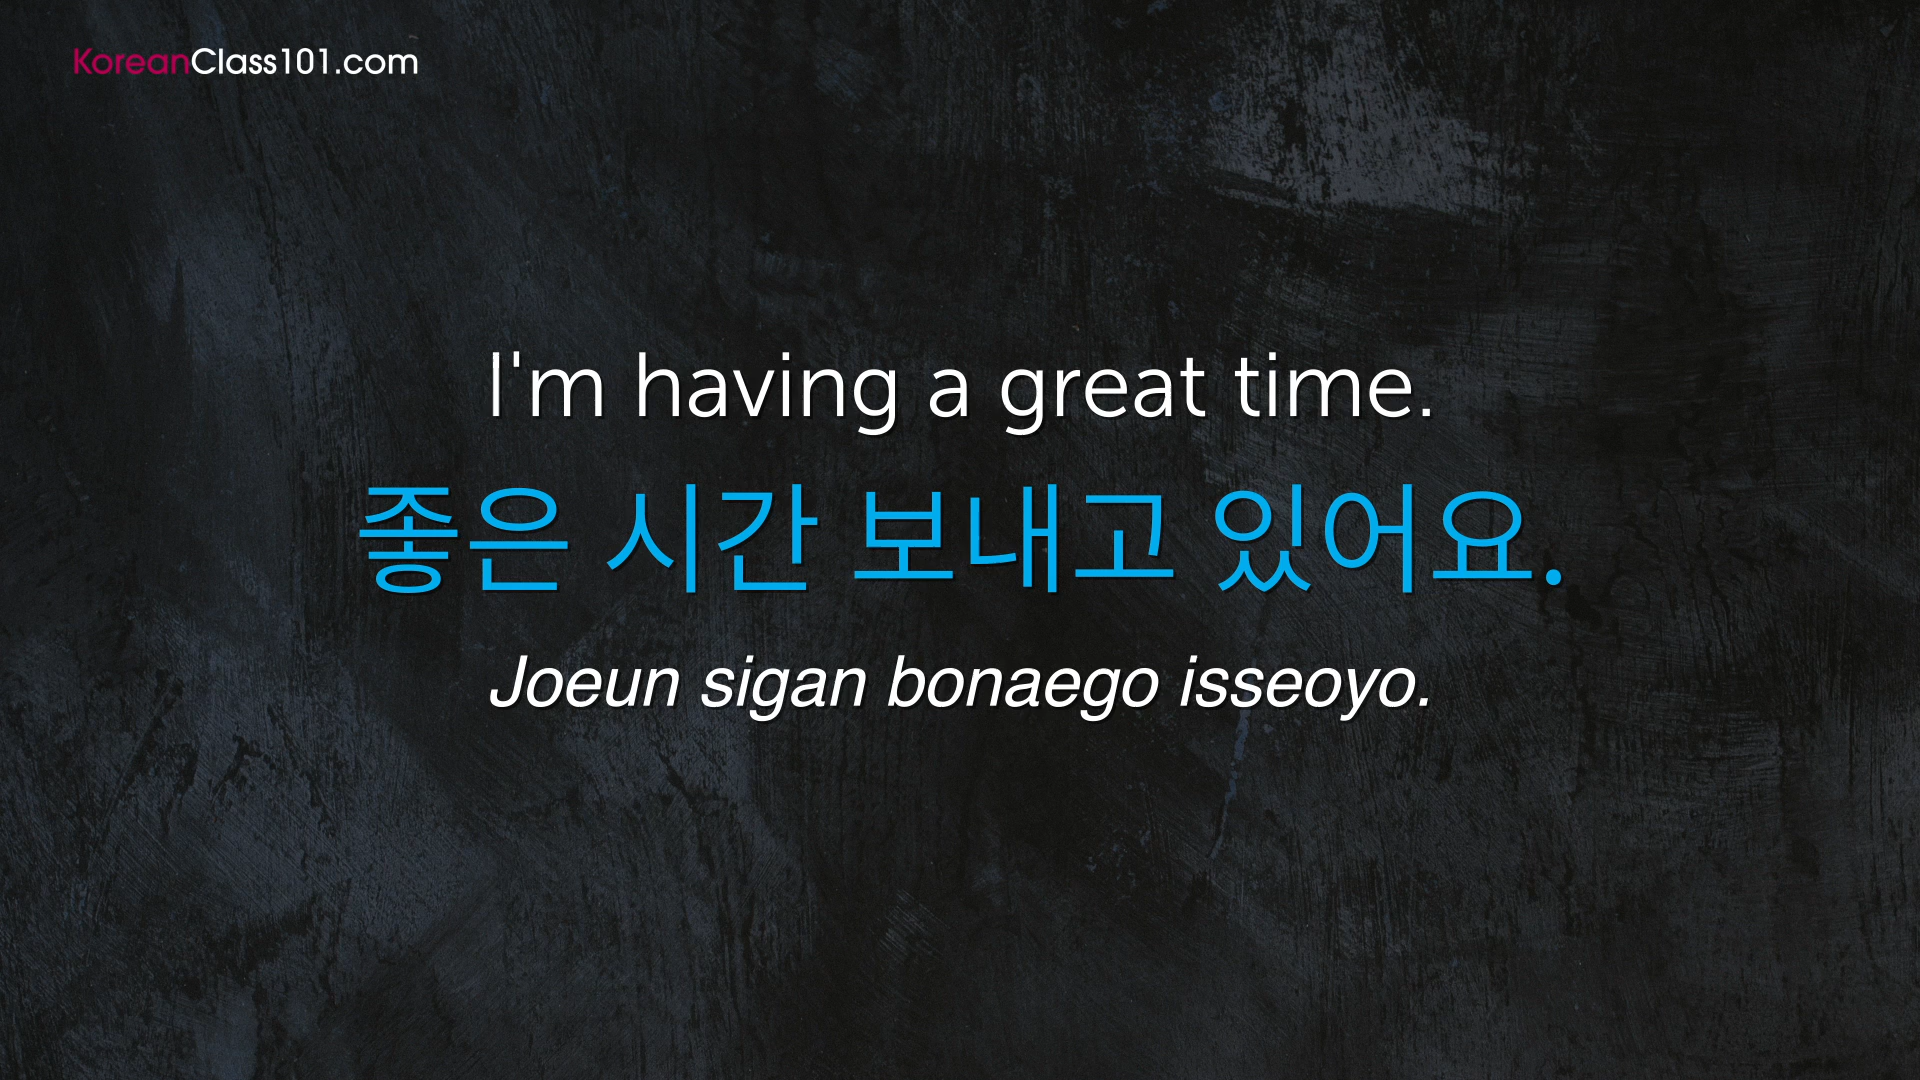 KoreanClass101.com
I'm having a great time.
좋은 시간 보내고 있어요.
Joeun sigan bonaego isseoyo.